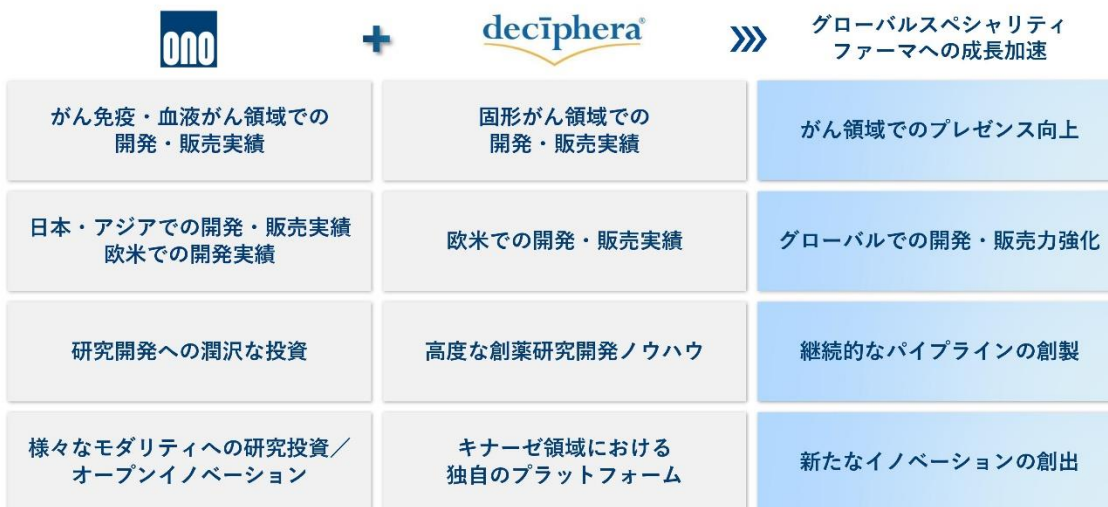 ono
+
decīphera®
グローバルスペシャリティ
ファーマへの成長加速
がん免疫・血液がん領域での
開発・販売実績
固形がん領域での
開発・販売実績
がん領域でのプレゼンス向上
日本・アジアでの開発・販売実績
欧米での開発実績
欧米での開発・販売実績
グローバルでの開発・販売力強化
研究開発への潤沢な投資
高度な創薬研究開発ノウハウ
継続的なパイプラインの創製
様々なモダリティへの研究投資／
オープンイノベーション
キナーゼ領域における
独自のプラットフォーム
新たなイノベーションの創出